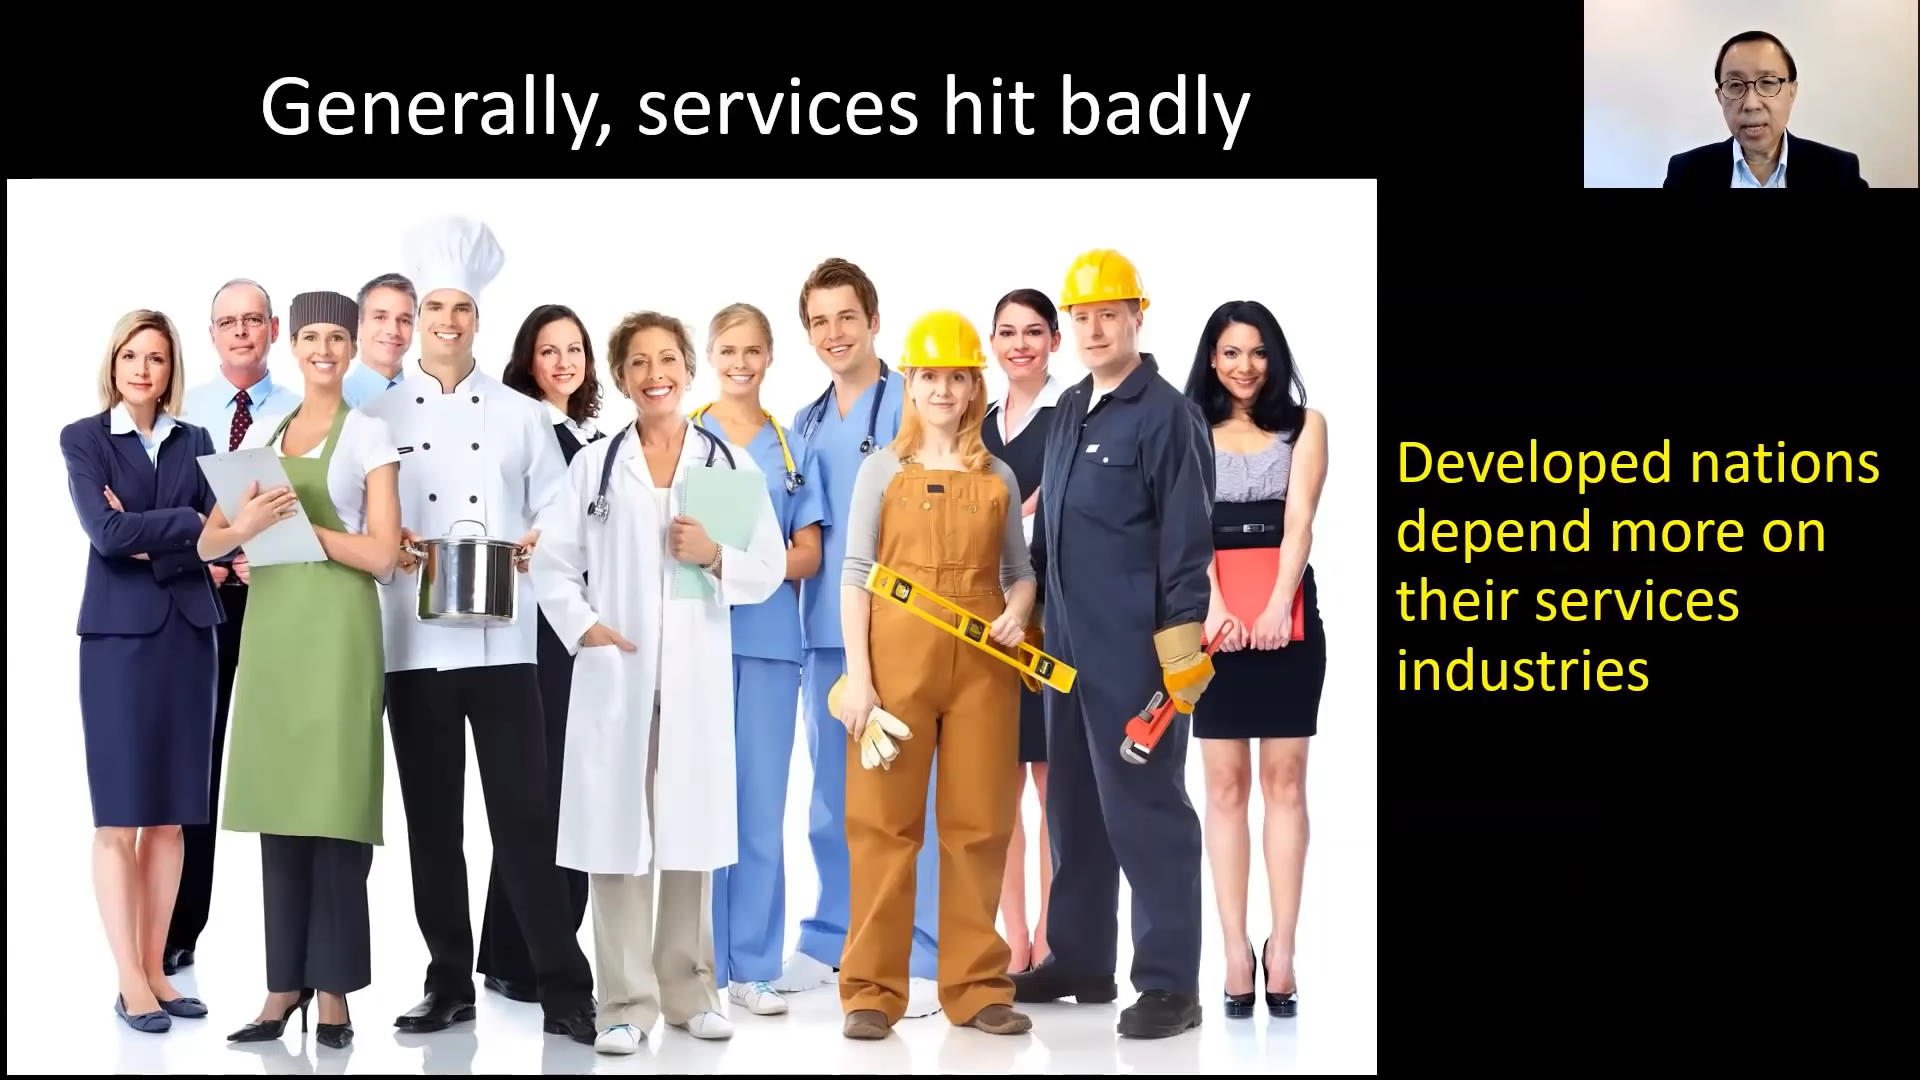 Generally, services hit badly
Developed nations
depend more on
their services
industries